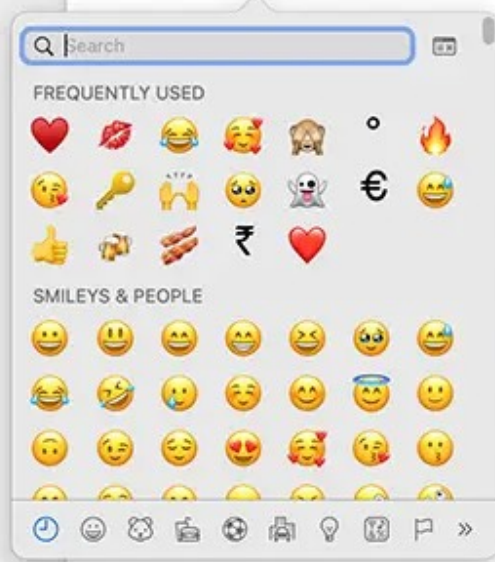 Search
FREQUENTLY USED
°
€
₹
SMILEYS & PEOPLE